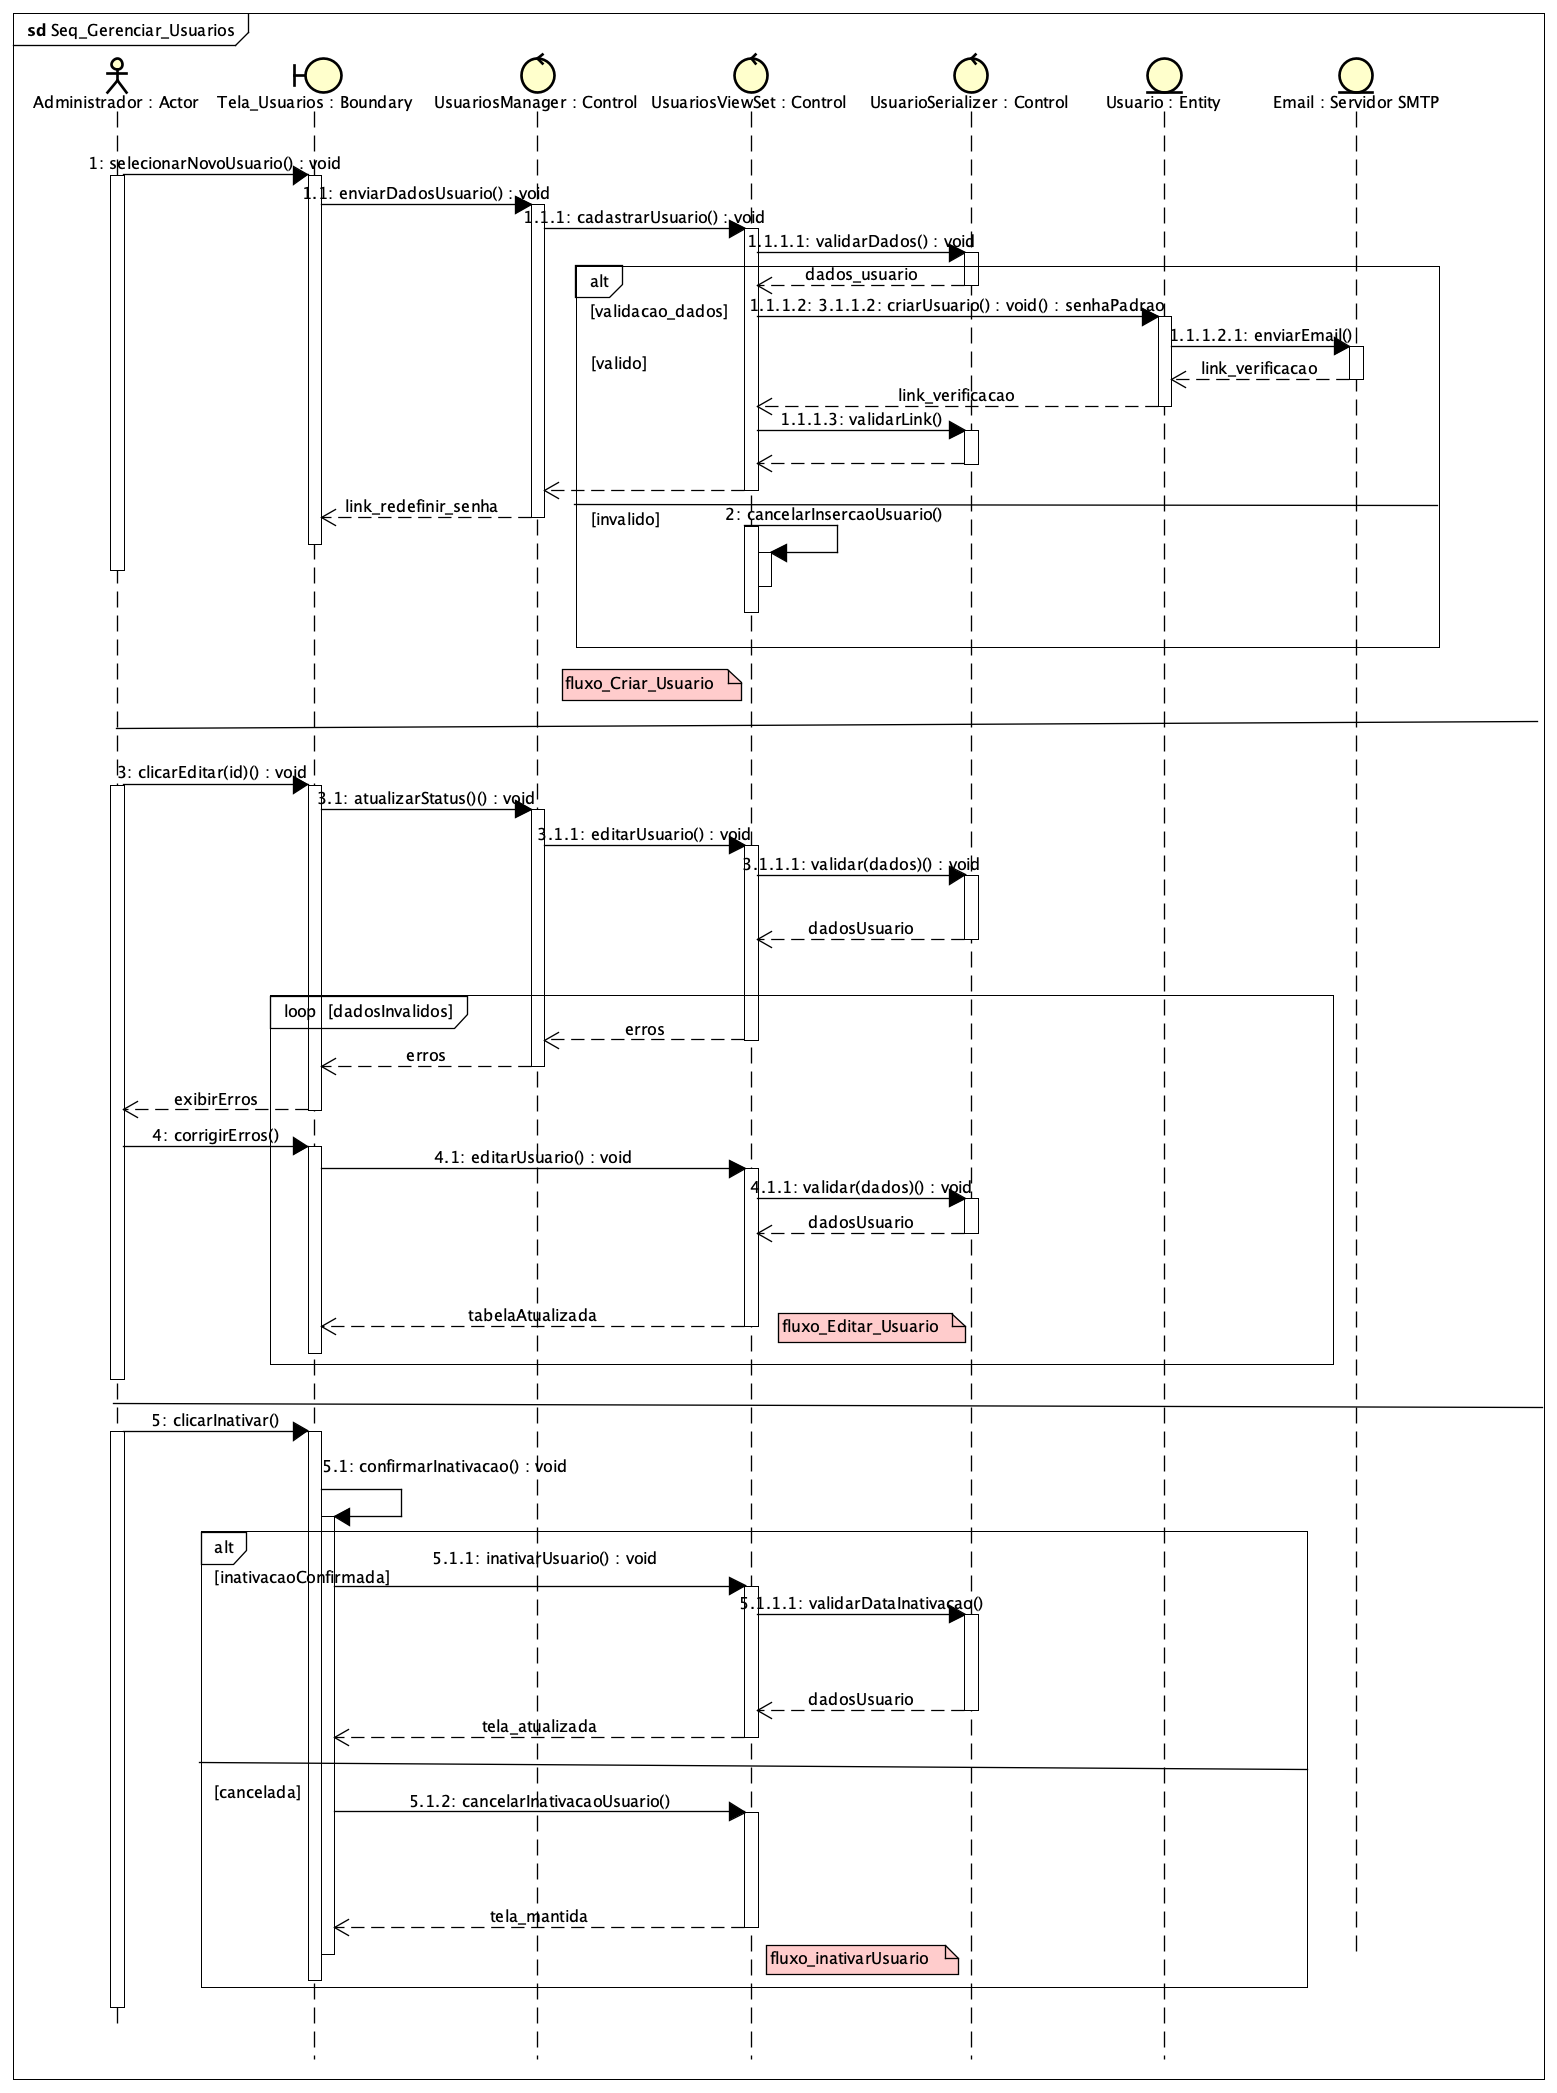 sd Seq_Gerenciar_Usuarios
Administrador : Actor
Tela_Usuarios : Boundary
UsuariosManager : Control
UsuariosViewSet : Control
UsuarioSerializer : Control
Usuario : Entity
Email : Servidor SMTP
1: selecionarNovoUsuario() : void
1.1: enviarDadosUsuario() : void
1.1.1: cadastrarUsuario() : void
1.1.1.1: validarDados() : void
alt
dados_usuario
[validacao_dados]
1.1.1.2: 3.1.1.2: criarUsuario() : void() : senhaPadrao
1.1.1.2.1: enviarEmail()
[valido]
link_verificacao
link_verificacao
1.1.1.3: validarLink()
link_redefinir_senha
[invalido]
2: cancelarInsercaoUsuario()
fluxo_Criar_Usuario
3: clicarEditar(id)() : void
3.1: atualizarStatus()() : void
3.1.1: editarUsuario() : void
3.1.1.1: validar(dados)() : void
dadosUsuario
loop [dadosInvalidos]
erros
erros
exibirErros
4: corrigirErros()
4.1: editarUsuario() : void
4.1.1: validar(dados)() : void
dadosUsuario
tabelaAtualizada
fluxo_Editar_Usuario
5: clicarInativar()
5.1: confirmarInativacao() : void
alt
5.1.1: inativarUsuario() : void
[inativacaoConfirmada]
5.1.1.1: validarDataInativacao()
dadosUsuario
tela_atualizada
[cancelada]
5.1.2: cancelarInativacaoUsuario()
tela_mantida
fluxo_inativarUsuario